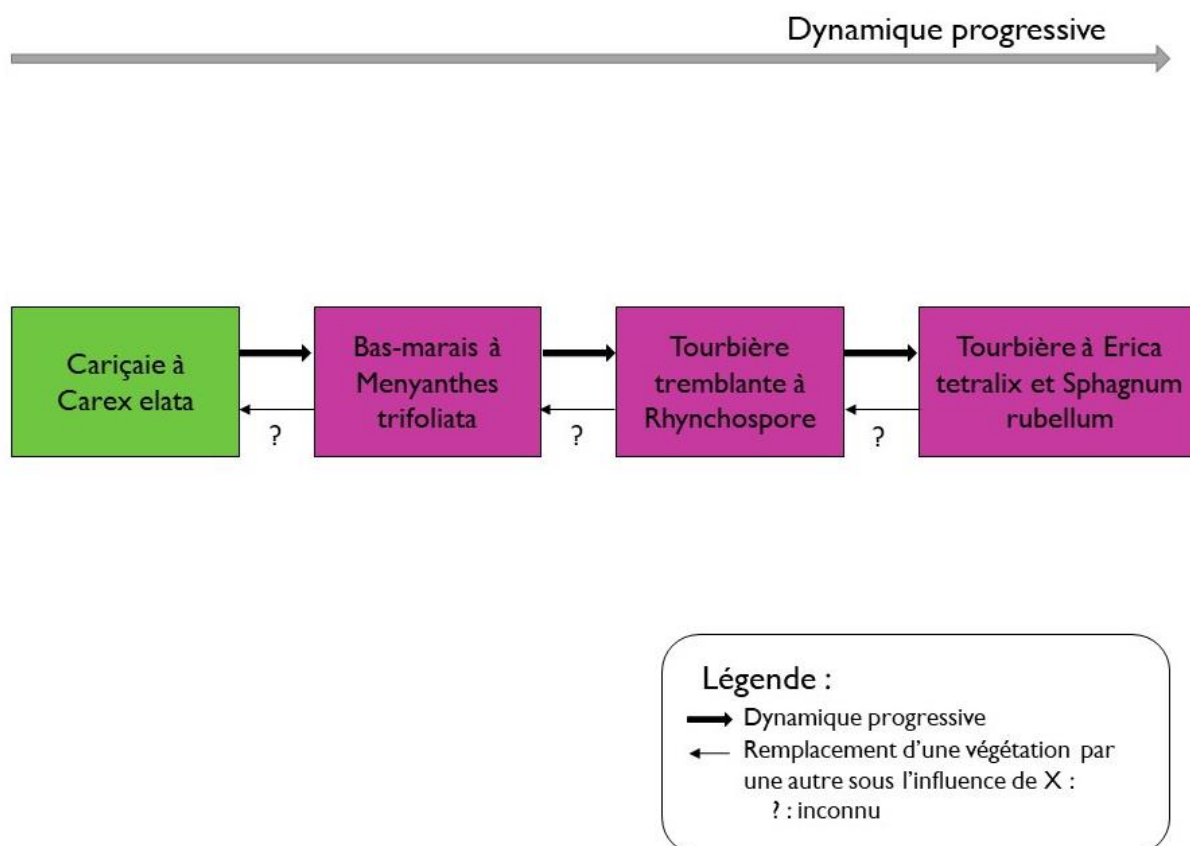 Dynamique progressive
Cariçaie à
Carex elata
?
Bas-marais à
Menyanthes
trifoliata
?
Tourbière
tremblante à
Rhynchospore
?
Tourbière à Erica
tetralix et Sphagnum
rubellum
Légende :
Dynamique progressive
Remplacement d'une végétation par
une autre sous l'influence de X :
? : inconnu